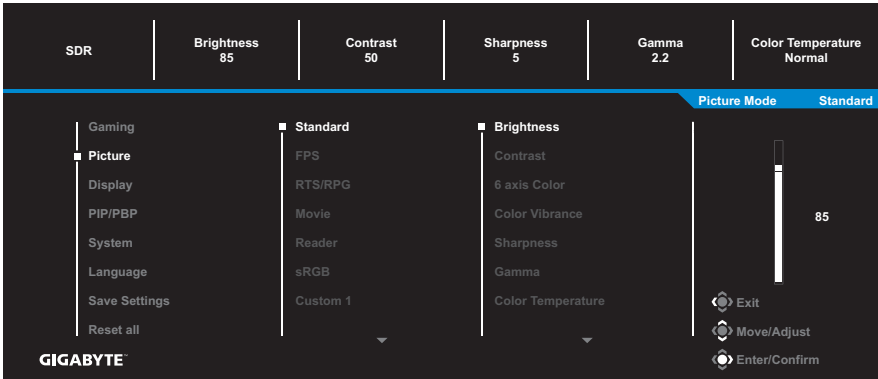 SDR
Brightness
85
Contrast
50
Sharpness
5
Gamma
2.2
Color Temperature
Normal
Picture Mode Standard
Gaming
Picture
Display
PIP/PBP
System
Language
Save Settings
Reset all
Standard
FPS
RTS/RPG
Movie
Reader
sRGB
Custom 1
Brightness
Contrast
6 axis Color
Color Vibrance
Sharpness
Gamma
Color Temperature
85
Exit
Move/Adjust
Enter/Confirm
GIGABYTE™